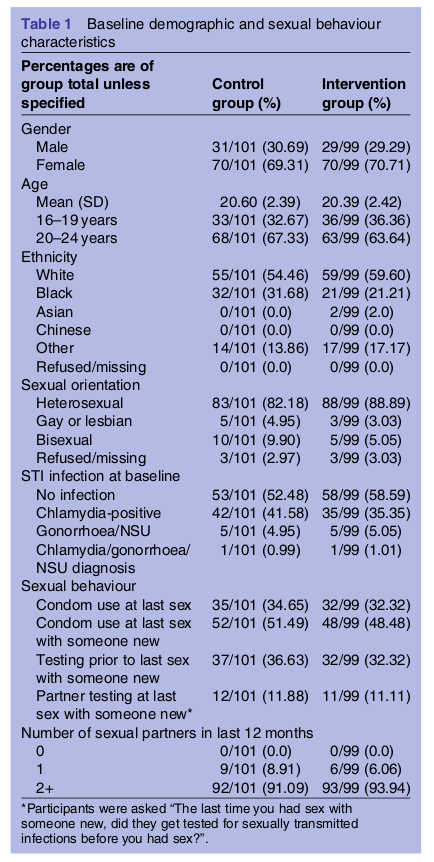 Table 1 Baseline demographic and sexual behaviour
characteristics
Percentages are of
group total unless
specified
Control
group (%)
Intervention
group (%)
Gender
Male 31/101 (30.69) 29/99 (29.29)
Female 70/101 (69.31) 70/99 (70.71)
Age
Mean (SD) 20.60 (2.39) 20.39 (2.42)
16–19 years 33/101 (32.67) 36/99 (36.36)
20–24 years 68/101 (67.33) 63/99 (63.64)
Ethnicity
White 55/101 (54.46) 59/99 (59.60)
Black 32/101 (31.68) 21/99 (21.21)
Asian 0/101 (0.0) 2/99 (2.0)
Chinese 0/101 (0.0) 0/99 (0.0)
Other 14/101 (13.86) 17/99 (17.17)
Refused/missing 0/101 (0.0) 0/99 (0.0)
Sexual orientation
Heterosexual 83/101 (82.18) 88/99 (88.89)
Gay or lesbian 5/101 (4.95) 3/99 (3.03)
Bisexual 10/101 (9.90) 5/99 (5.05)
Refused/missing 3/101 (2.97) 3/99 (3.03)
STI infection at baseline
No infection 53/101 (52.48) 58/99 (58.59)
Chlamydia-positive 42/101 (41.58) 35/99 (35.35)
Gonorrhoea/NSU 5/101 (4.95) 5/99 (5.05)
Chlamydia/gonorrhoea/ 1/101 (0.99) 1/99 (1.01)
NSU diagnosis
Sexual behaviour
Condom use at last sex 35/101 (34.65) 32/99 (32.32)
Condom use at last sex 52/101 (51.49) 48/99 (48.48)
with someone new
Testing prior to last sex 37/101 (36.63) 32/99 (32.32)
with someone new
Partner testing at last 12/101 (11.88) 11/99 (11.11)
sex with someone new*
Number of sexual partners in last 12 months
0 0/101 (0.0) 0/99 (0.0)
1 9/101 (8.91) 6/99 (6.06)
2+ 92/101 (91.09) 93/99 (93.94)
*Participants were asked “The last time you had sex with
someone new, did they get tested for sexually transmitted
infections before you had sex?”.